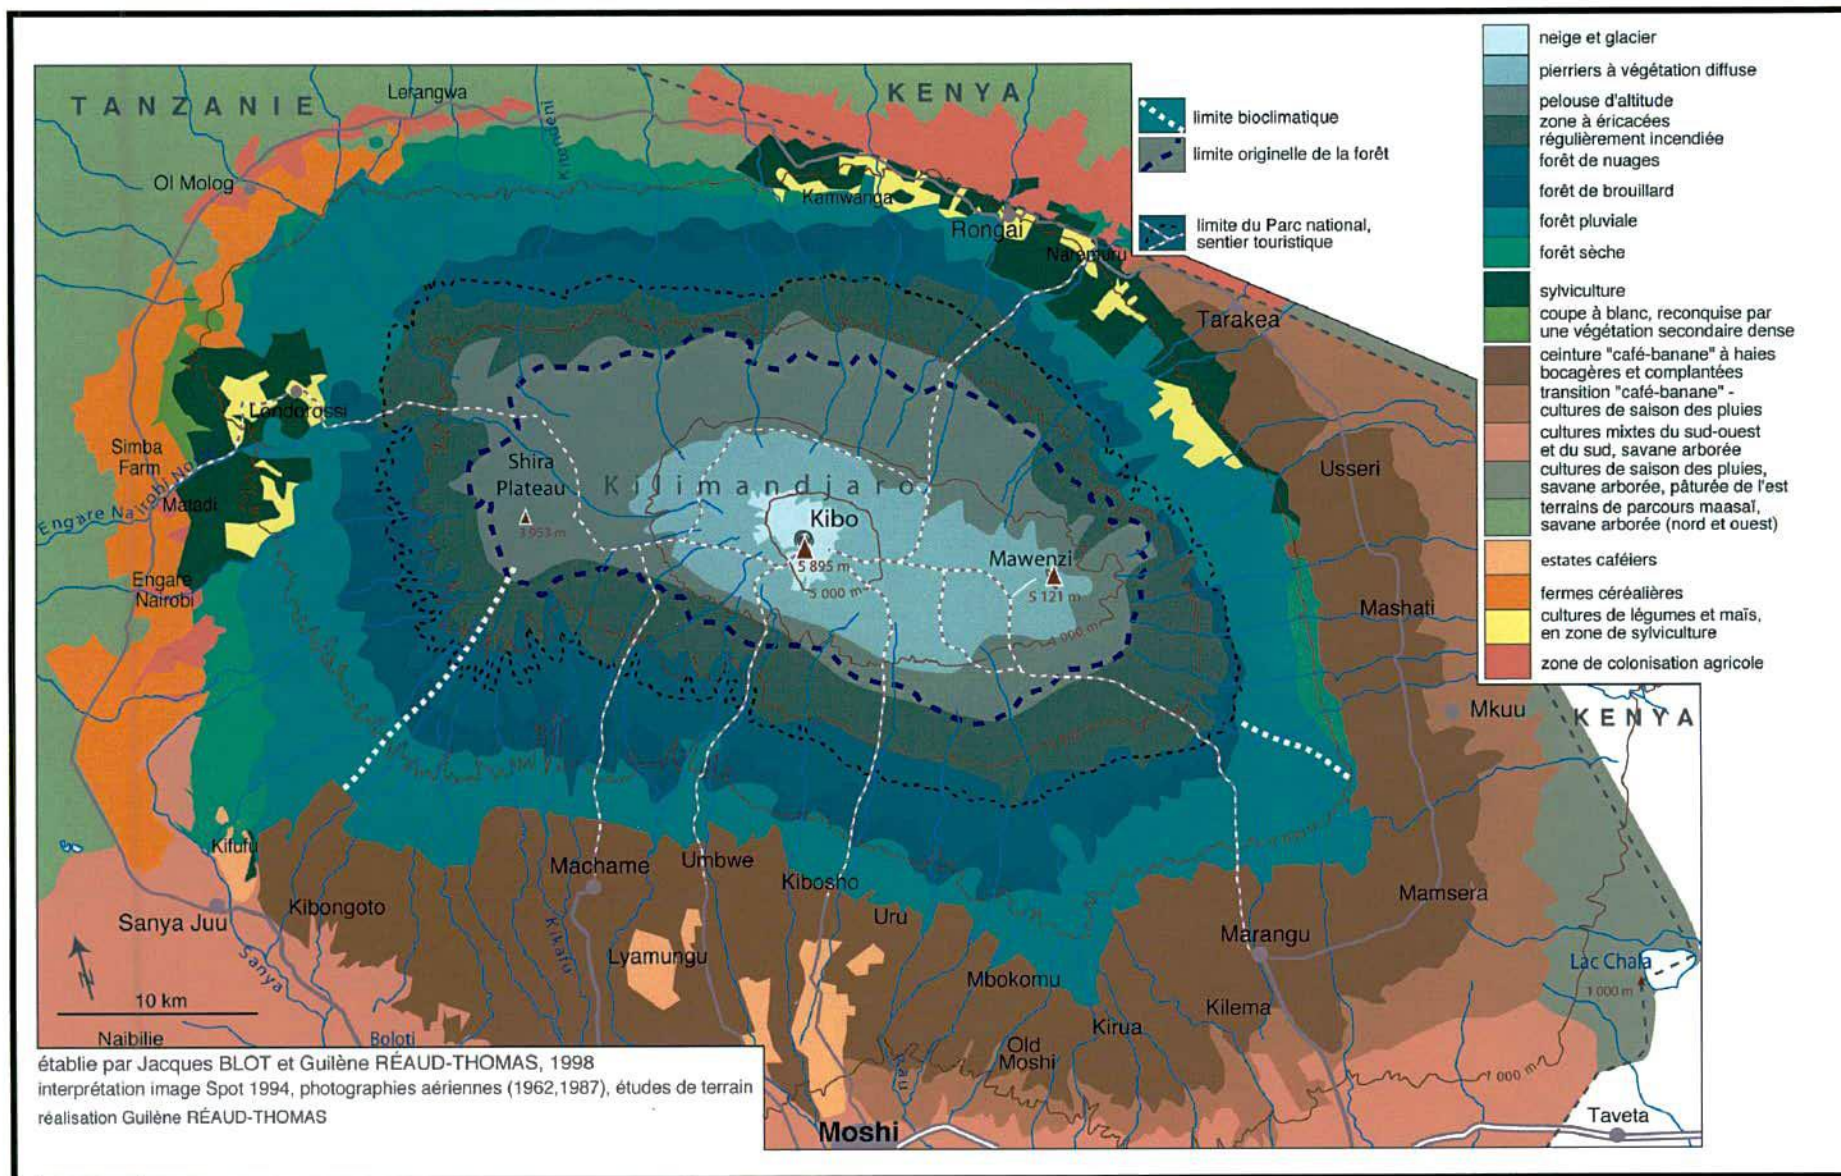 TANZANIE
Lerangwa
Kitendeni
KENYA
Ol Molog
Kamwanga
Rongai
Naremuru
Tarakea
Londorossi
Simba
Farm
Matadi
Engare Nairobi No
Shira
Plateau
3 953 m
Kilimandjaro
Kibo
5 895 m
5 000 m
Mawenzi
5 121 m
4 000 m
Usseri
Engare
Nairobi
Mashati
Mkuu
KENYA
Kifufu
Machame
Umbwe
Kibosho
Mamsera
Sanya Juu
Kibongoto
Uru
Marangu
Sanya
Kikafu
Lyamungu
Mbokomu
Lac Chala
1 000 m
Kilema
Kirua
Old
Moshi
10 km
Naibilie
Boloti
1 000 m
Moshi
Taveta
limite bioclimatique
limite originelle de la forêt
limite du Parc national,
sentier touristique
neige et glacier
pierriers à végétation diffuse
pelouse d'altitude
zone à éricacées
régulièrement incendiée
forêt de nuages
forêt de brouillard
forêt pluviale
forêt sèche
sylviculture
coupe à blanc, reconquise par
une végétation secondaire dense
ceinture "café-banane" à haies
bocagères et complantées
transition "café-banane" -
cultures de saison des pluies
cultures mixtes du sud-ouest
et du sud, savane arborée
cultures de saison des pluies,
savane arborée, pâturée de l'est
terrains de parcours maasaï,
savane arborée (nord et ouest)
estates caféiers
fermes céréalières
cultures de légumes et maïs,
en zone de sylviculture
zone de colonisation agricole
établie par Jacques BLOT et Guilène RÉAUD-THOMAS, 1998
interprétation image Spot 1994, photographies aériennes (1962,1987), études de terrain
réalisation Guilène RÉAUD-THOMAS